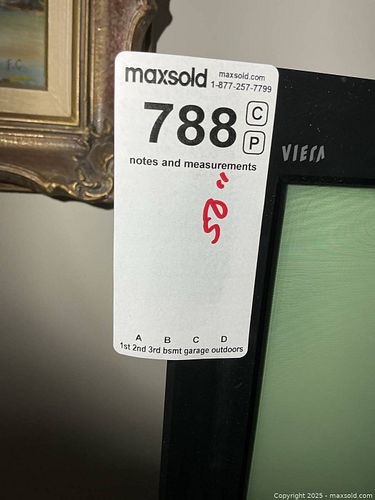 maxsold maxsold.com
1-877-257-7799
788 C
P
notes and measurements
A B C D
1st 2nd 3rd bsmt garage outdoors
VIERA
F.C
Copyright 2025 - maxsold.com